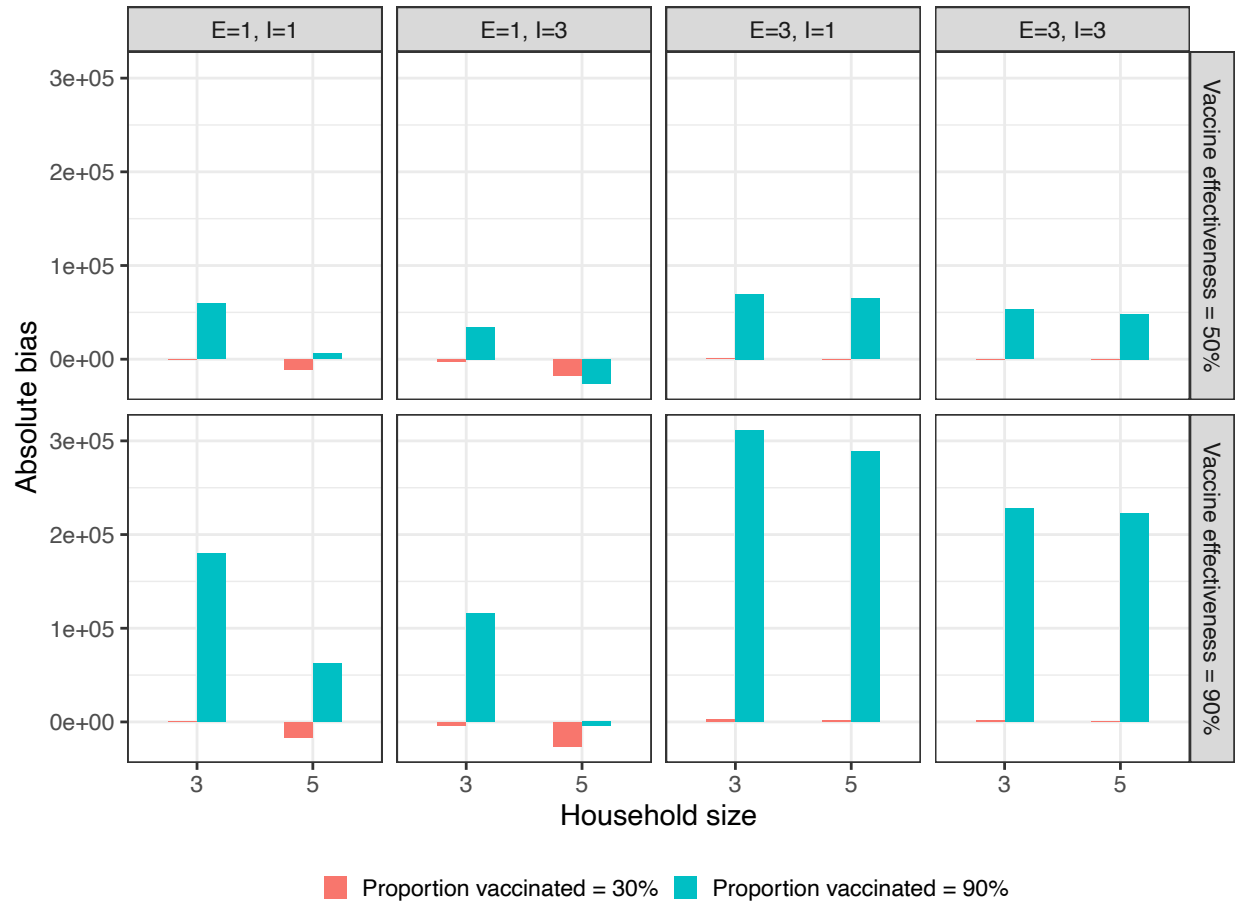 E=1, I=1
E=1, I=3
E=3, I=1
E=3, I=3
Absolute bias
3e+05
2e+05
1e+05
0e+00
Vaccine effectiveness = 50%
3e+05
2e+05
1e+05
0e+00
Vaccine effectiveness = 90%
3
5
3
5
3
5
3
5
Household size
Proportion vaccinated = 30%
Proportion vaccinated = 90%